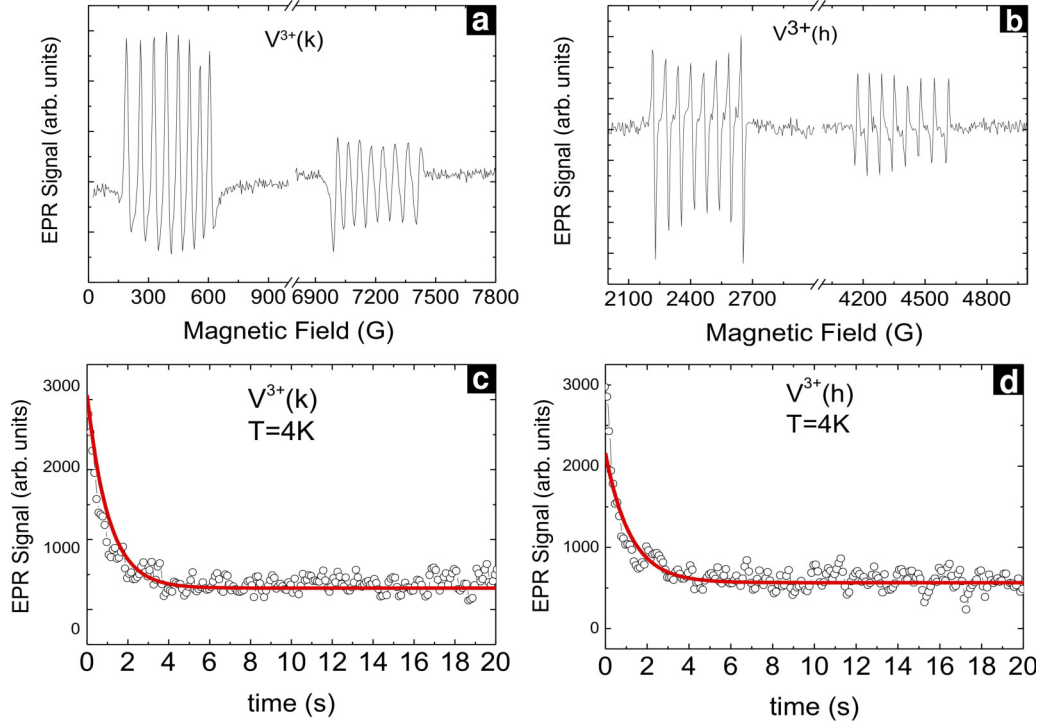 a
V3+(k)
EPR Signal (arb. units)
0 300 600 900 6900 7200 7500 7800
Magnetic Field (G)
b
V3+(h)
EPR Signal (arb. units)
2100 2400 2700 4200 4500 4800
Magnetic Field (G)
c
V3+(k)
T=4K
EPR Signal (arb. units)
3000
2000
1000
0
0 2 4 6 8 10 12 14 16 18 20
time (s)
d
V3+(h)
T=4K
EPR Signal (arb. units)
3000
2000
1000
0
0 2 4 6 8 10 12 14 16 18 20
time (s)